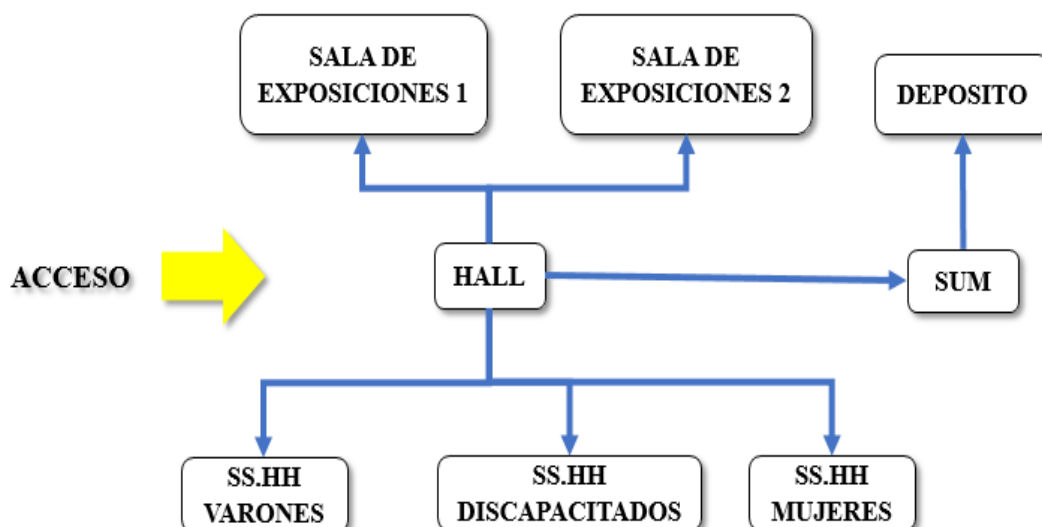 SALA DE
EXPOSICIONES 1
SALA DE
EXPOSICIONES 2
DEPOSITO
ACCESO
HALL
SUM
SS.HH
VARONES
SS.HH
DISCAPACITADOS
SS.HH
MUJERES